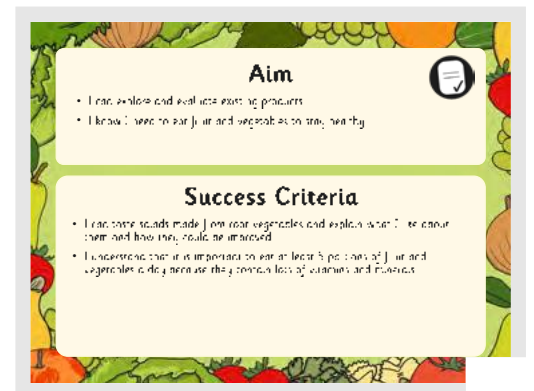 Aim
• I can explore and evaluate existing products
• I know I need to eat fruit and vegetables to stay healthy
Success Criteria
• I can taste salads made from root vegetables and explain what I like about
them and how they could be improved
• I understand that it is important to eat at least 5 portions of fruit and
vegetables a day because they contain lots of vitamins and minerals